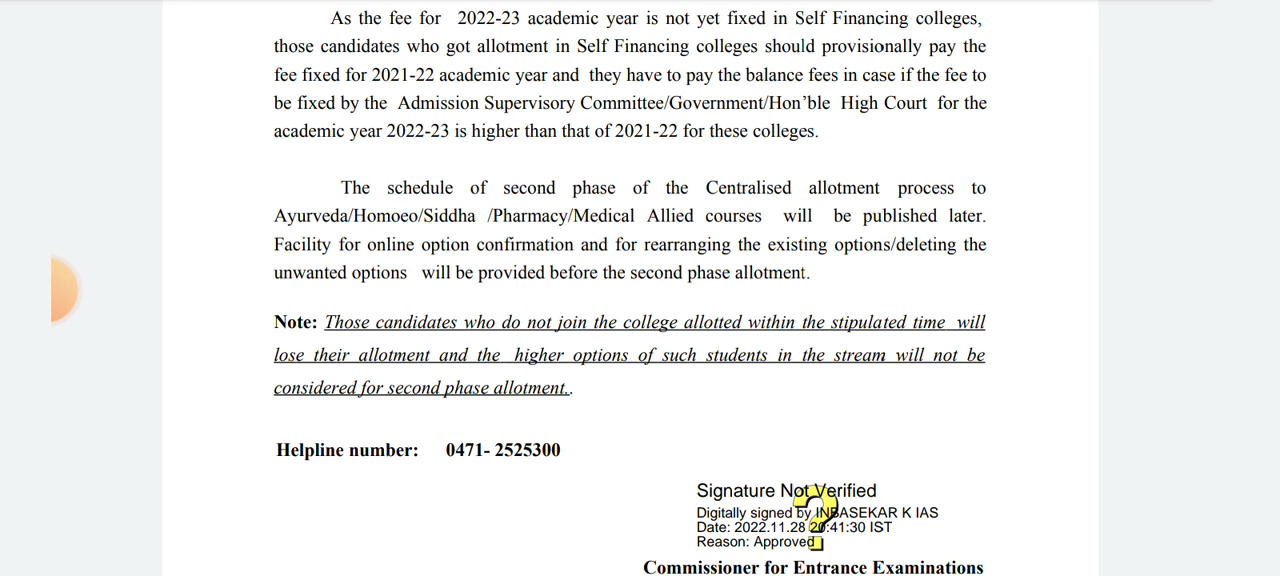 As the fee for 2022-23 academic year is not yet fixed in Self Financing colleges,
those candidates who got allotment in Self Financing colleges should provisionally pay the
fee fixed for 2021-22 academic year and they have to pay the balance fees in case if the fee to
be fixed by the Admission Supervisory Committee/Government/Hon’ble High Court for the
academic year 2022-23 is higher than that of 2021-22 for these colleges.
The schedule of second phase of the Centralised allotment process to
Ayurveda/Homoeo/Siddha /Pharmacy/Medical Allied courses will be published later.
Facility for online option confirmation and for rearranging the existing options/deleting the
unwanted options will be provided before the second phase allotment.
Note: Those candidates who do not join the college allotted within the stipulated time will
lose their allotment and the higher options of such students in the stream will not be
considered for second phase allotment..
Helpline number: 0471- 2525300
Signature Not Verified
Digitally signed by INBASEKAR K IAS
Date: 2022.11.28 20:41:30 IST
Reason: Approved
Commissioner for Entrance Examinations